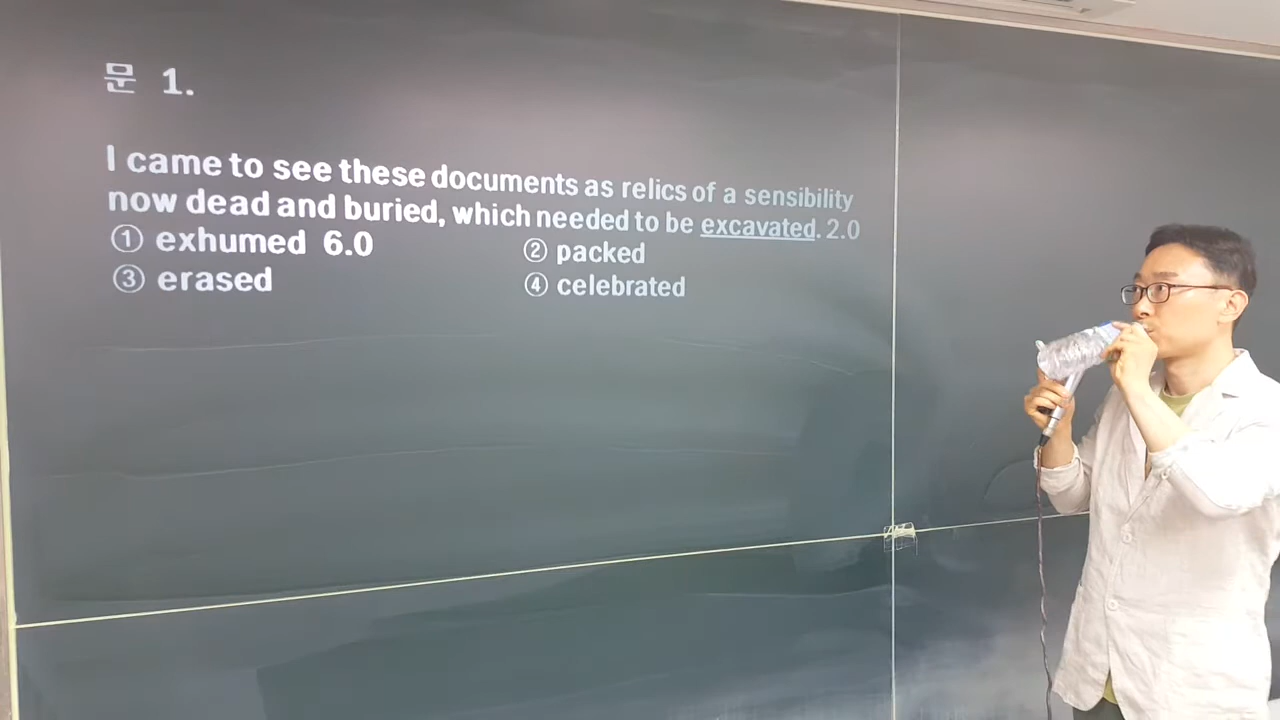 문 1.
I came to see these documents as relics of a sensibility
now dead and buried, which needed to be excavated. 2.0
① exhumed 6.0 ② packed
③ erased ④ celebrated